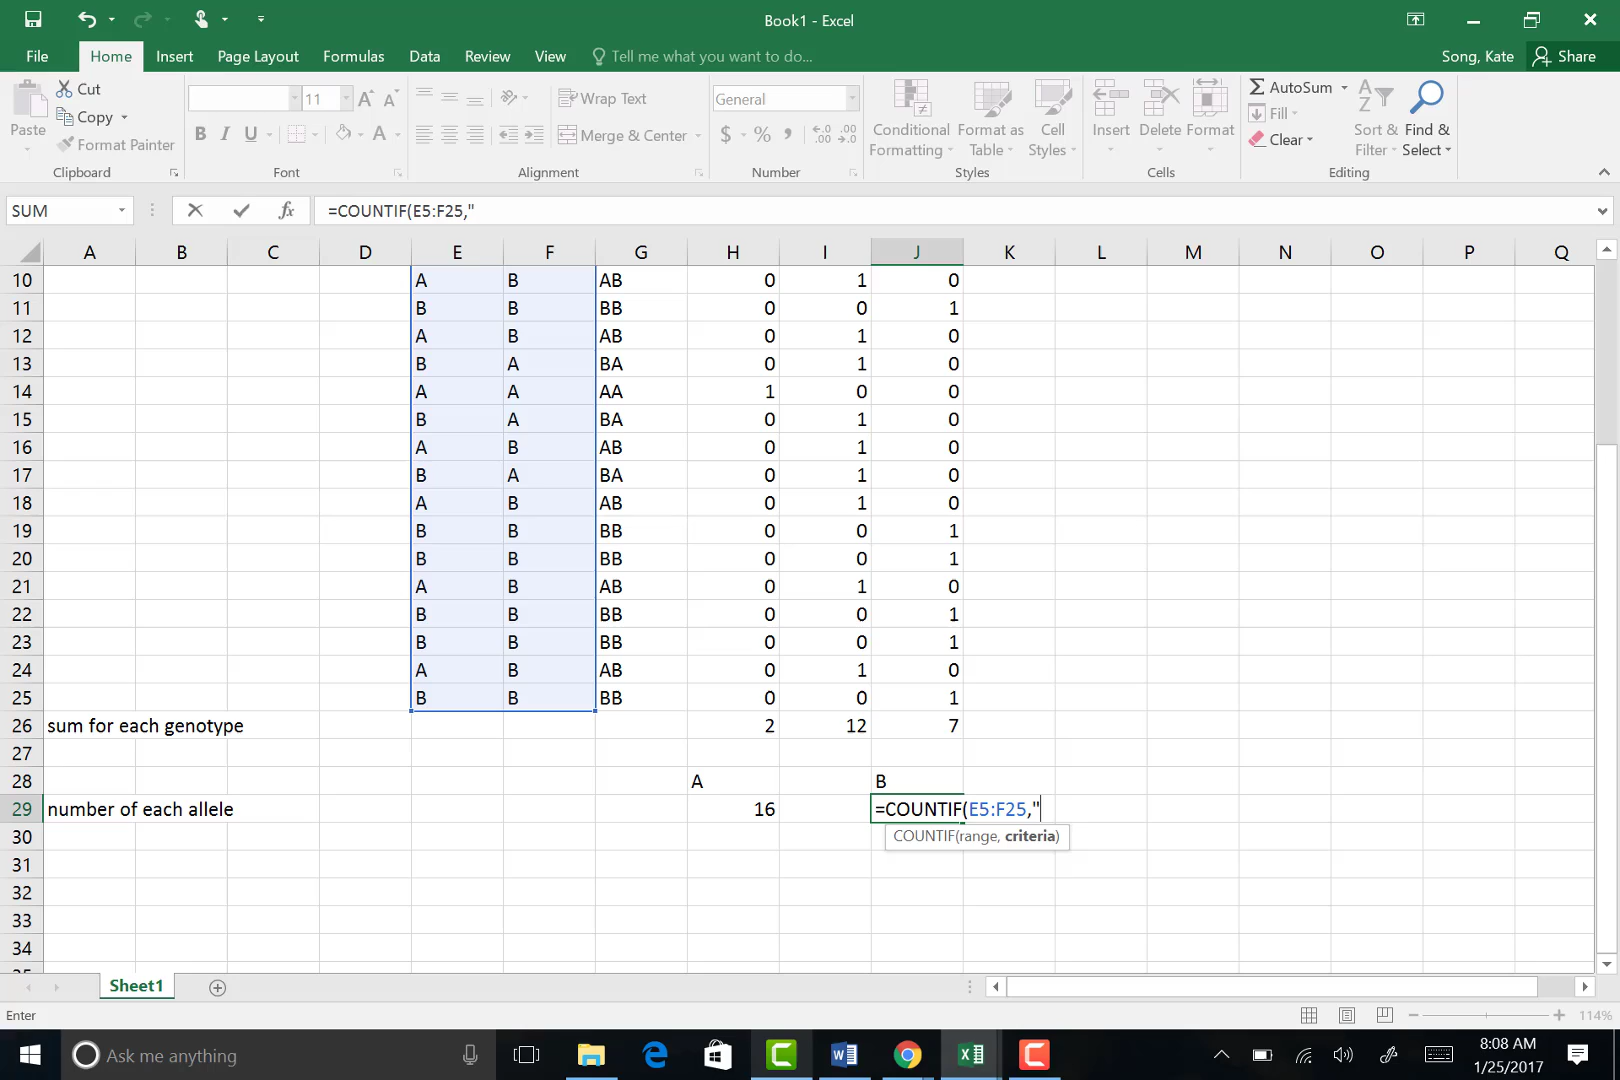 Book1 - Excel
File Home Insert Page Layout Formulas Data Review View Tell me what you want to do... Song, Kate Share
Paste Cut Copy Format Painter Clipboard
11 B I U A A A Font
Wrap Text Merge & Center Alignment
General $ % , Number
Conditional Formatting Format as Table Cell Styles Styles
Insert Delete Format Cells
AutoSum Fill Clear Sort & Filter Find & Select Editing
SUM fx =COUNTIF(E5:F25,"
A B C D E F G H I J K L M N O P Q
10 A B AB 0 1 0
11 B B BB 0 0 1
12 A B AB 0 1 0
13 B A BA 0 1 0
14 A A AA 1 0 0
15 B A BA 0 1 0
16 A B AB 0 1 0
17 B A BA 0 1 0
18 A B AB 0 1 0
19 B B BB 0 0 1
20 B B BB 0 0 1
21 A B AB 0 1 0
22 B B BB 0 0 1
23 B B BB 0 0 1
24 A B AB 0 1 0
25 B B BB 0 0 1
26 sum for each genotype 2 12 7
27
28 A B
29 number of each allele 16 =COUNTIF(E5:F25,"
30 COUNTIF(range, criteria)
31
32
33
34
Sheet1
Enter 114%
Ask me anything 8:08 AM
1/25/2017